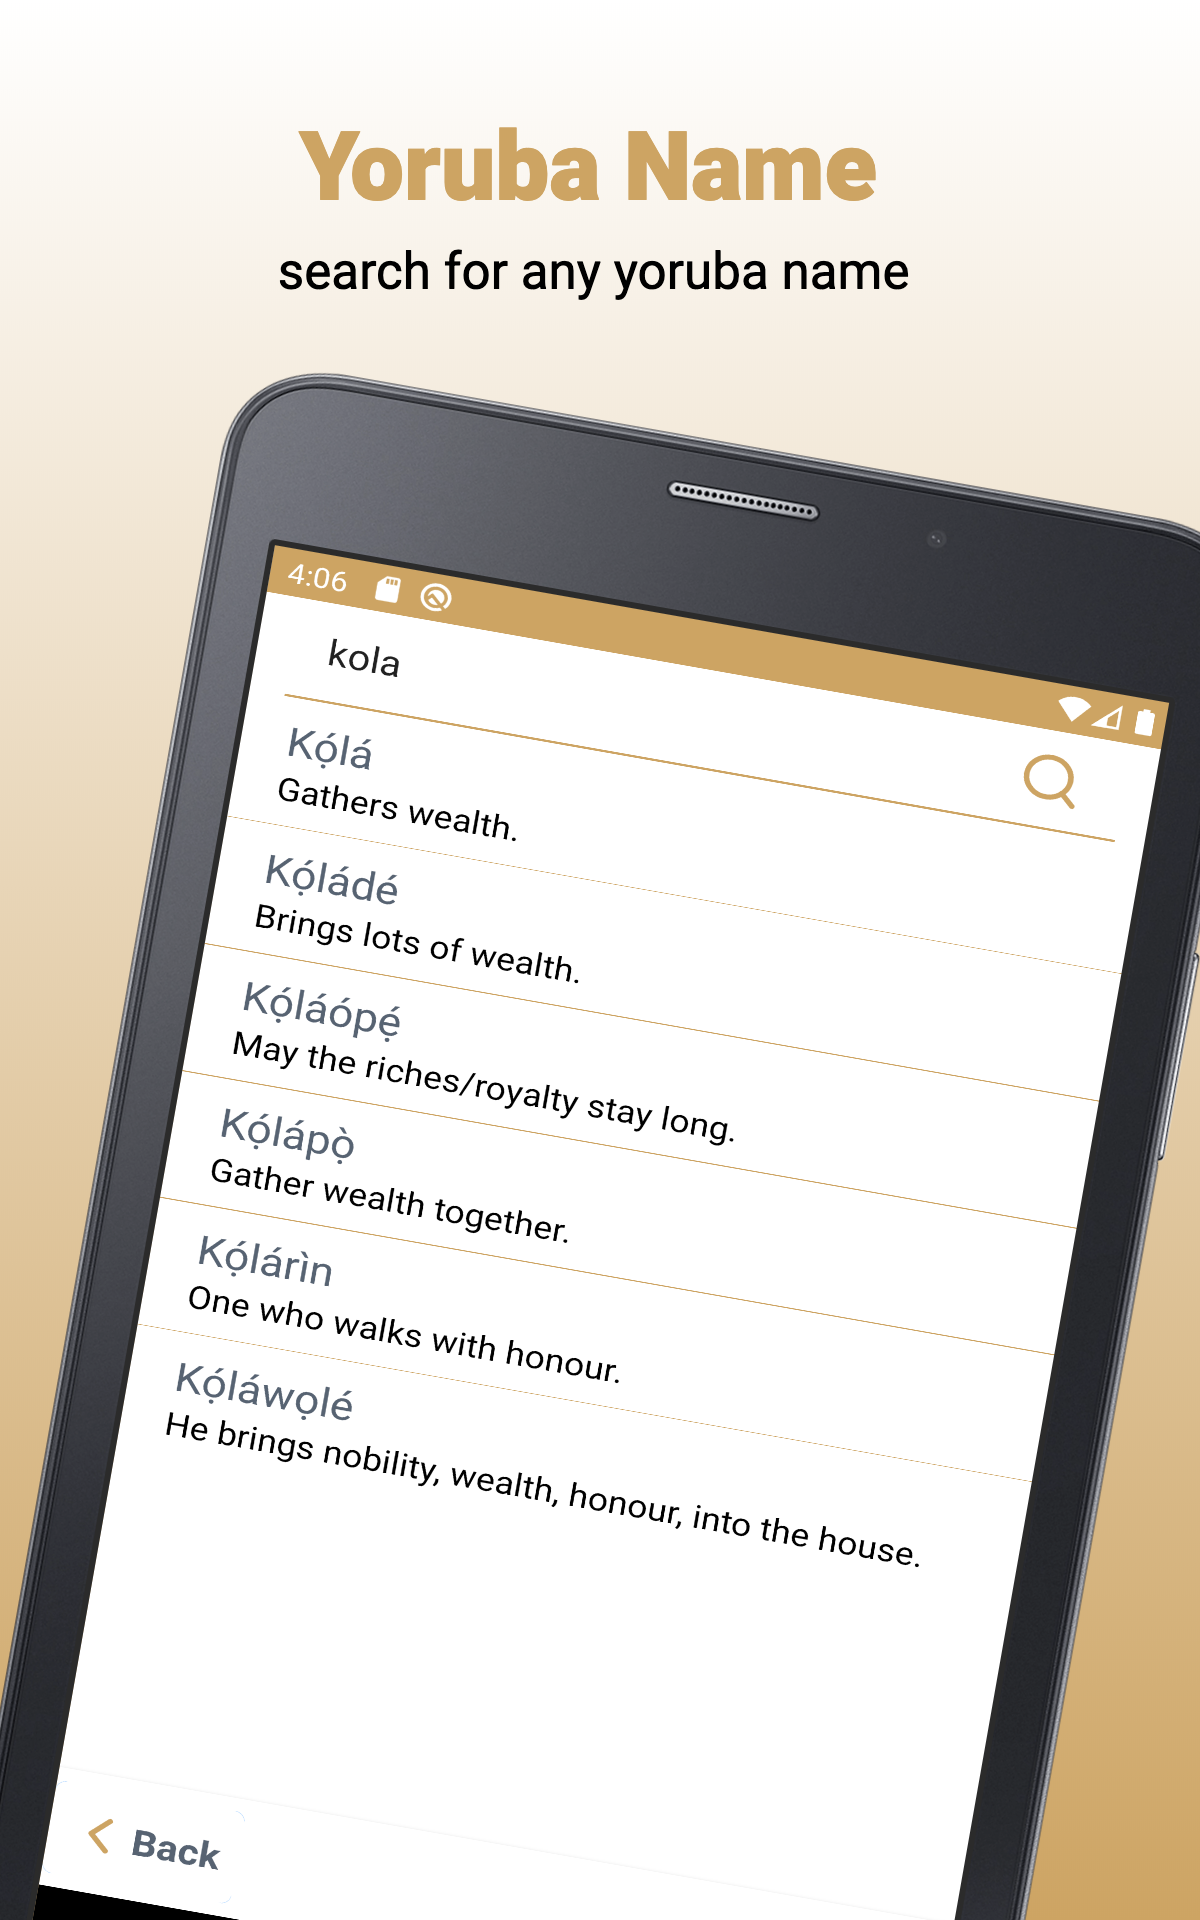 Yoruba Name
search for any yoruba name
4:06
kola
Kọ́lá
Gathers wealth.
Kọ́ládé
Brings lots of wealth.
Kọ́láópẹ́
May the riches/royalty stay long.
Kọ́lápọ̀
Gather wealth together.
Kọ́lárìn
One who walks with honour.
Kọ́láwọlé
He brings nobility, wealth, honour, into the house.
Back